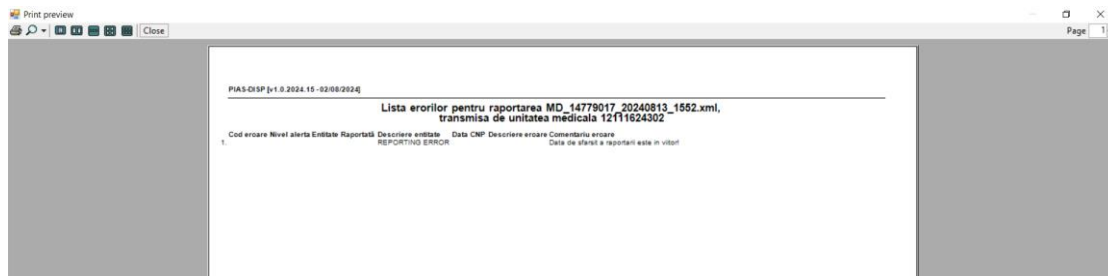 Print preview
Close
Page 1
PIAS-DISP [v1.0.2024.15 -02/08/2024]
Lista erorilor pentru raportarea MD_14779017_20240813_1552.xml,
transmisa de unitatea medicala 12111624302
Cod eroare Nivel alerta Entitate Raportată Descriere entitate Data CNP Descriere eroare Comentariu eroare
1. REPORTING ERROR Data de sfarsit a raportarii este in viitor!